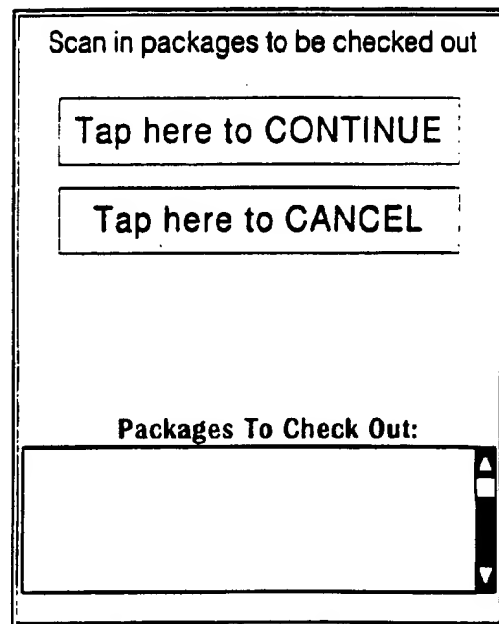 Scan in packages to be checked out
Tap here to CONTINUE
Tap here to CANCEL
Packages To Check Out: